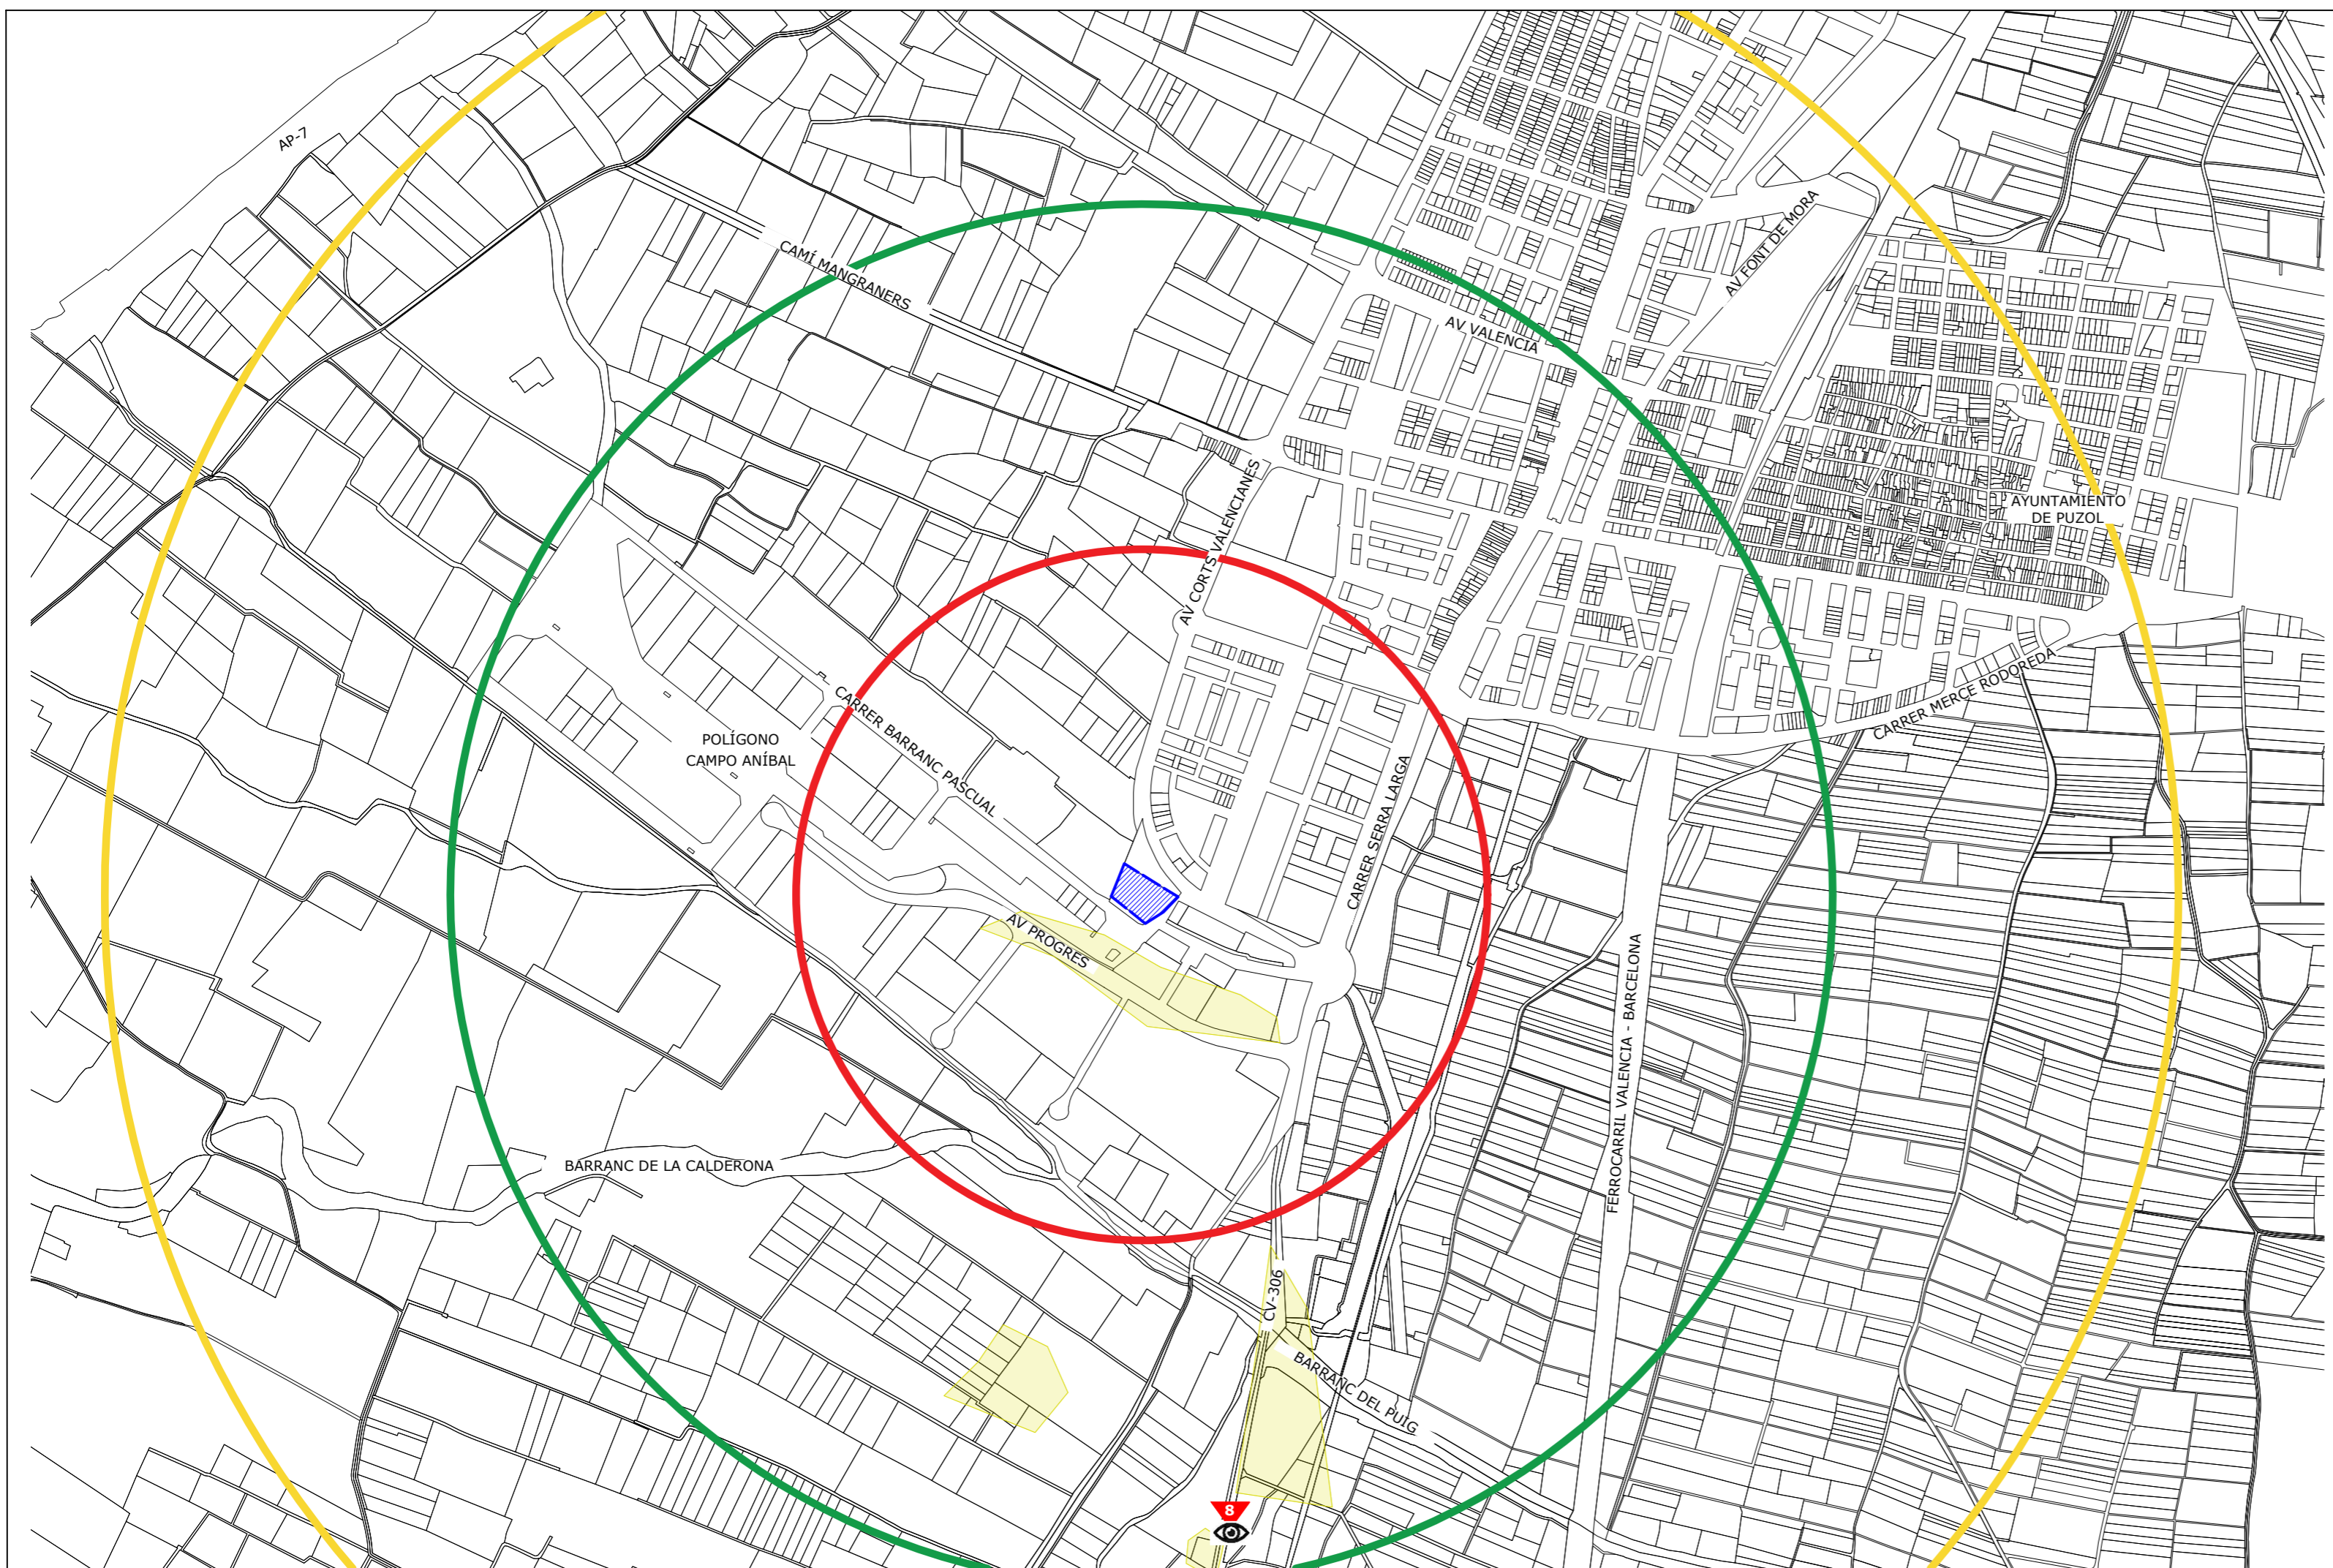 AP-7
AV FONT DE MORA
CAMÍ MANGRANERS
AV VALENCIA
AV CORTS VALENCIANES
AYUNTAMIENTO
DE PUZOL
CARRER MERCE RODOREDA
CARRER BARRANC PASCUAL
POLÍGONO
CAMPO ANÍBAL
CARRER SERRA LARGA
AV PROGRES
FERROCARRIL VALENCIA - BARCELONA
BARRANC DE LA CALDERONA
CV-306
BARRANC DEL PUIG
8